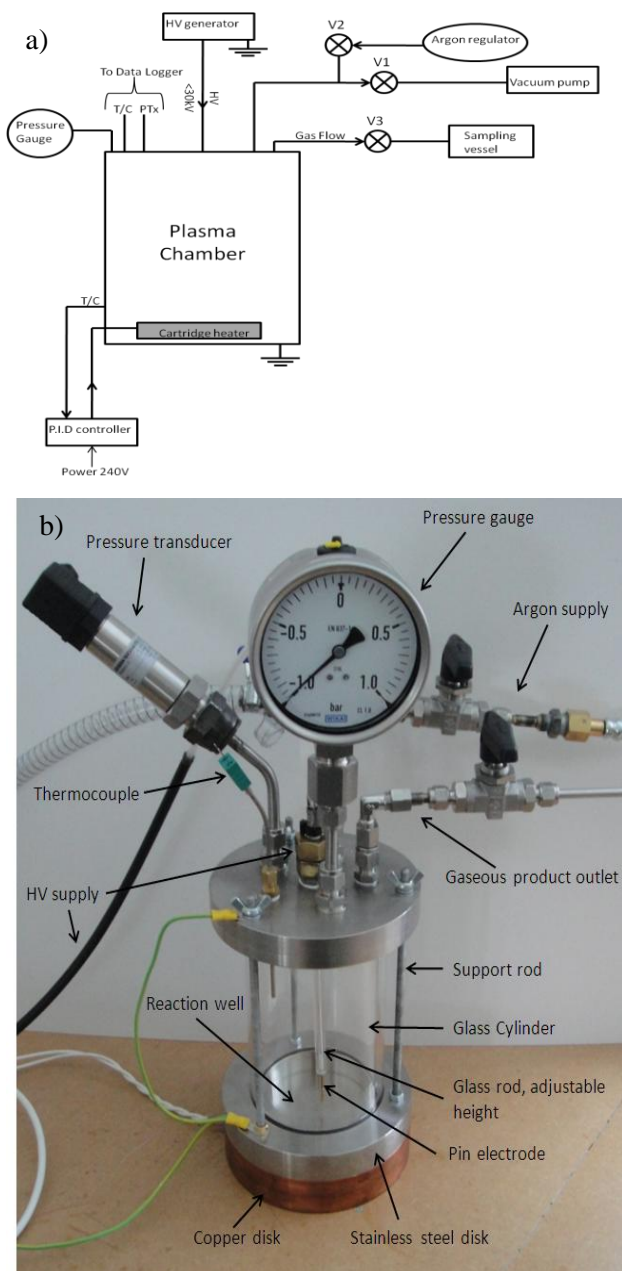 a)
HV generator
V2
Argon regulator
V1
Vacuum pump
To Data Logger
T/C PTx
<30kV
HV
Pressure
Gauge
Gas Flow
V3
Sampling
vessel
Plasma
Chamber
T/C
Cartridge heater
P.I.D controller
Power 240V
b)
Pressure gauge
Pressure transducer
Argon supply
0
-0.5
0.5
-1.0
bar
1.0
Thermocouple
Gaseous product outlet
HV supply
Support rod
Reaction well
Glass Cylinder
Glass rod, adjustable
height
Pin electrode
Copper disk
Stainless steel disk